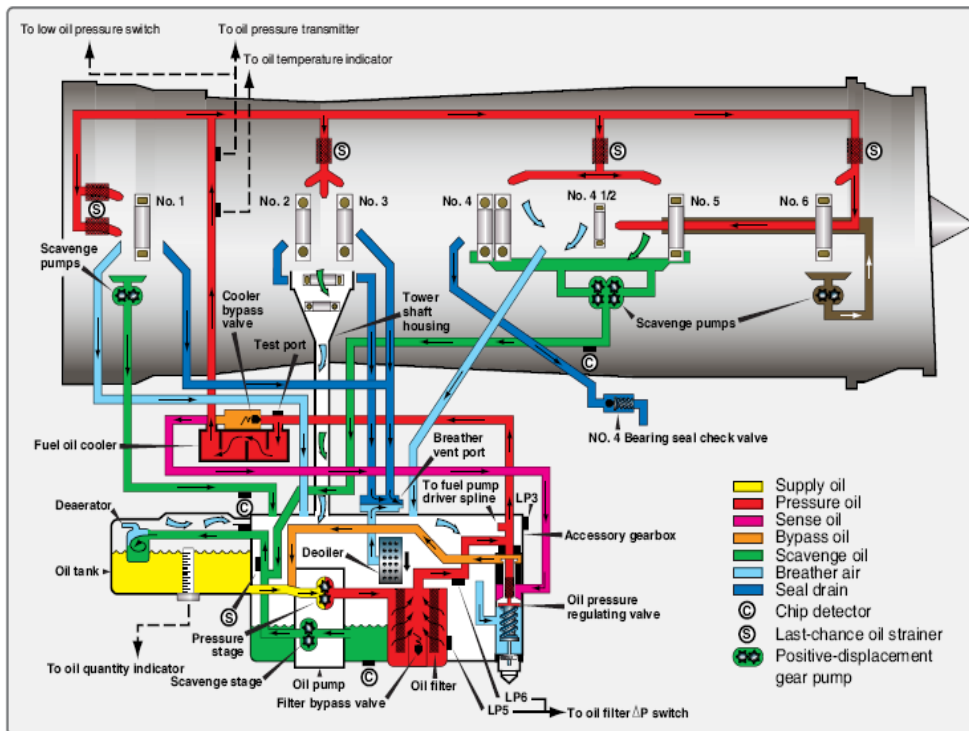 To low oil pressure switch
To oil pressure transmitter
To oil temperature indicator
S
S
S
S
No. 1
No. 2
No. 3
No. 4
No. 4 1/2
No. 5
No. 6
Scavenge
pumps
Cooler
bypass
valve
Test port
Tower
shaft
housing
Scavenge pumps
C
NO. 4 Bearing seal check valve
Fuel oil cooler
Breather
vent port
To fuel pump
driver spline
LP3
Deaerator
C
Accessory gearbox
Deoiler
Oil tank
Oil pressure
regulating valve
S
Pressure
stage
To oil quantity indicator
Scavenge stage
Oil pump
C
Oil filter
Filter bypass valve
LP6
LP5
To oil filter ΔP switch
Supply oil
Pressure oil
Sense oil
Bypass oil
Scavenge oil
Breather air
Seal drain
C Chip detector
S Last-chance oil strainer
Positive-displacement
gear pump